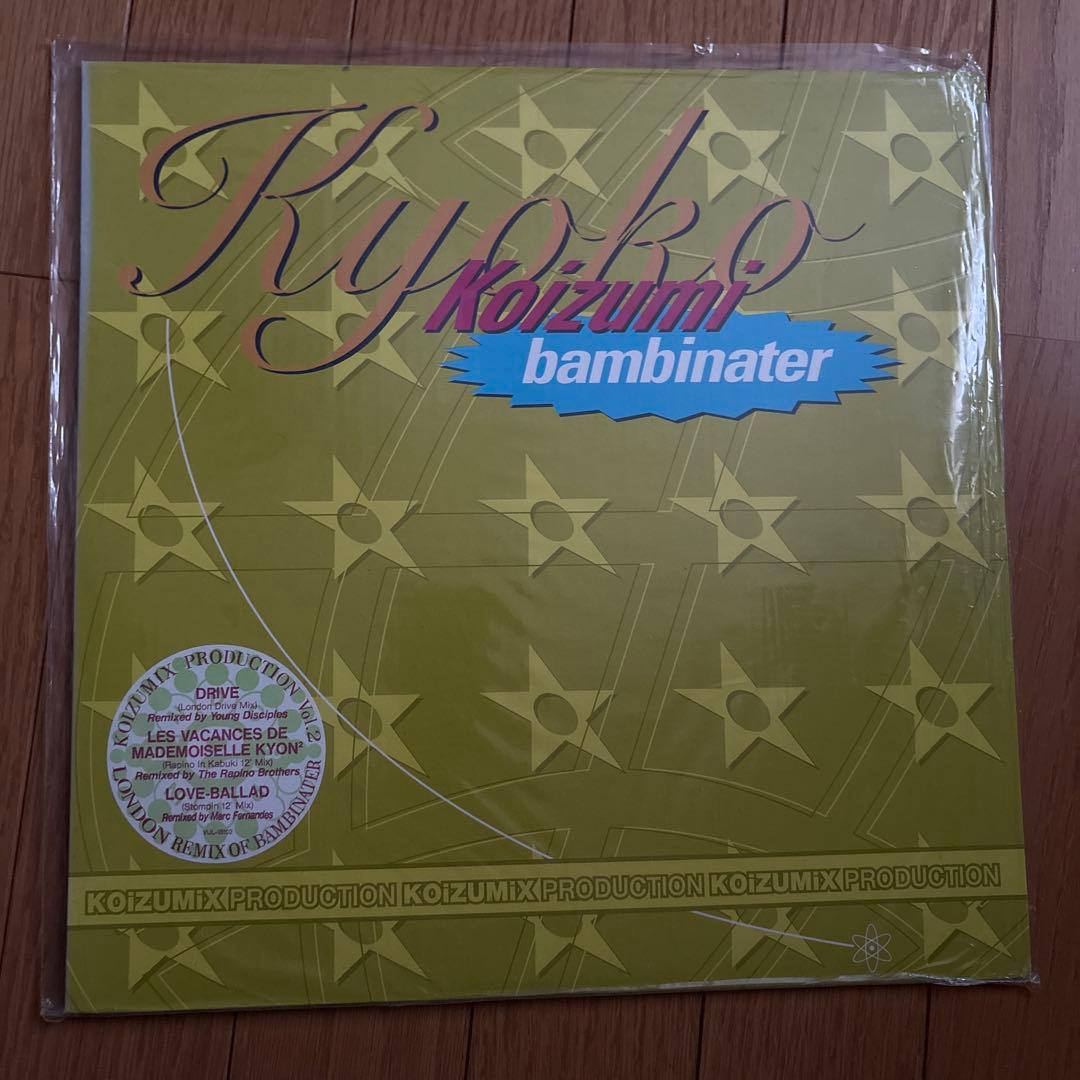 Kyoko
Koizumi
bambinater
KOIZUMIX PRODUCTION Vol.2
DRIVE
(London Drive Mix)
Remixed by Young Disciples
LES VACANCES DE
MADEMOISELLE KYON²
(Rapino In Kabuki 12" Mix)
Remixed by The Rapino Brothers
LOVE-BALLAD
(Stompin 12" Mix)
Remixed by Marc Fernandes
LONDON REMIX OF BAMBINATER
KOiZUMiX PRODUCTION KOiZUMiX PRODUCTION KOiZUMiX PRODUCTION